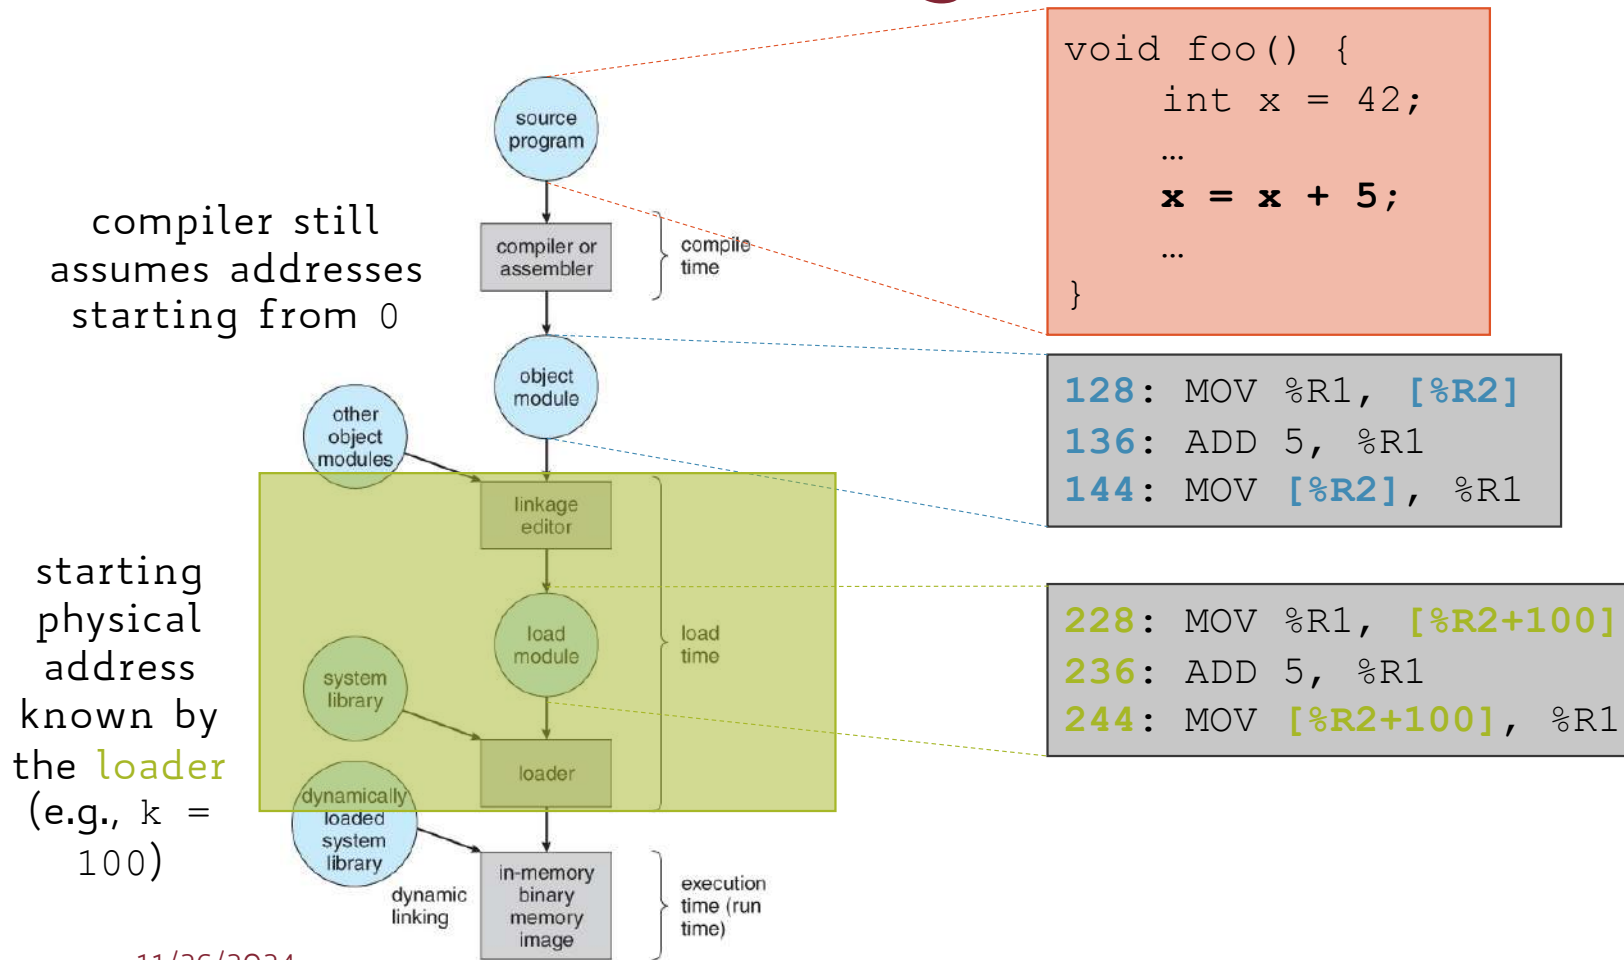 void foo() {
int x = 42;
…
x = x + 5;
…
}
source
program
compiler still
assumes addresses
starting from 0
compiler or
assembler
compile
time
object
module
128: MOV %R1, [%R2]
136: ADD 5, %R1
144: MOV [%R2], %R1
other
object
modules
linkage
editor
starting
physical
address
known by
the loader
(e.g., k =
100)
load
module
load
time
228: MOV %R1, [%R2+100]
236: ADD 5, %R1
244: MOV [%R2+100], %R1
system
library
loader
dynamically
loaded
system
library
dynamic
linking
in-memory
binary
memory
image
execution
time (run
time)